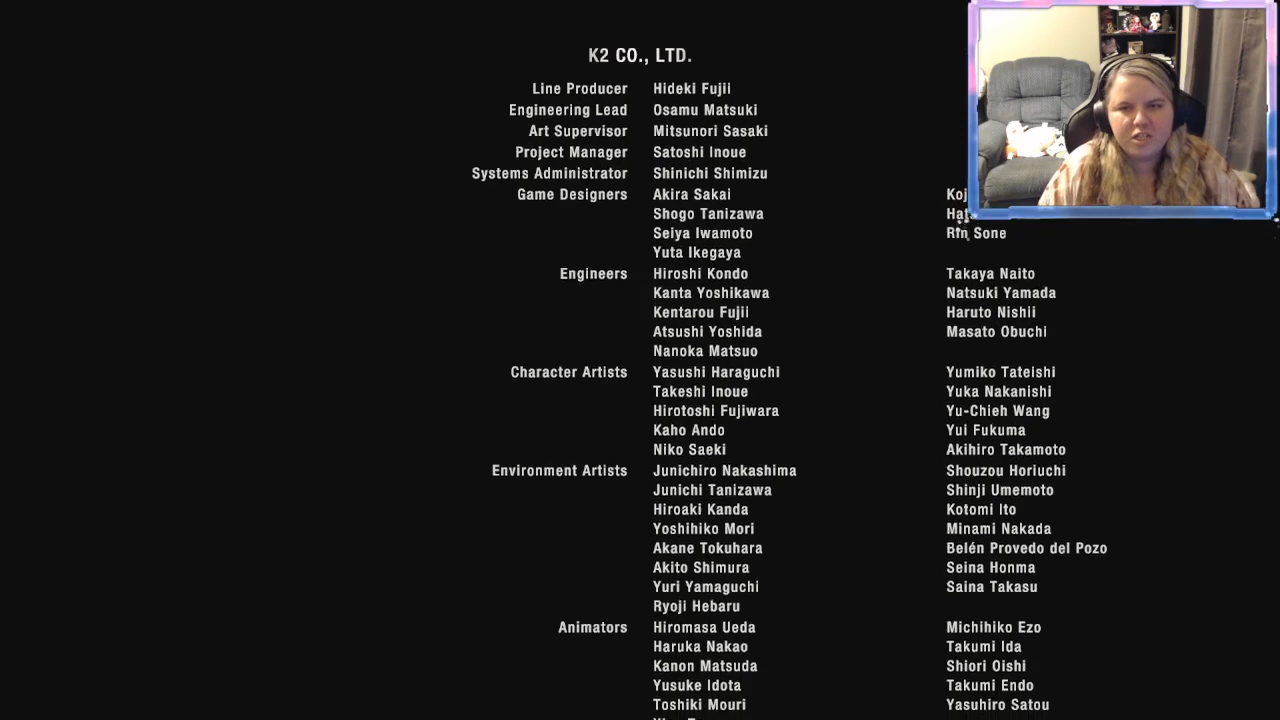 K2 CO., LTD.
Line Producer Hideki Fujii
Engineering Lead Osamu Matsuki
Art Supervisor Mitsunori Sasaki
Project Manager Satoshi Inoue
Systems Administrator Shinichi Shimizu
Game Designers Akira Sakai
Shogo Tanizawa
Seiya Iwamoto Rin Sone
Yuta Ikegaya
Engineers Hiroshi Kondo Takaya Naito
Kanta Yoshikawa Natsuki Yamada
Kentarou Fujii Haruto Nishii
Atsushi Yoshida Masato Obuchi
Nanoka Matsuo
Character Artists Yasushi Haraguchi Yumiko Tateishi
Takeshi Inoue Yuka Nakanishi
Hirotoshi Fujiwara Yu-Chieh Wang
Kaho Ando Yui Fukuma
Niko Saeki Akihiro Takamoto
Environment Artists Junichiro Nakashima Shouzou Horiuchi
Junichi Tanizawa Shinji Umemoto
Hiroaki Kanda Kotomi Ito
Yoshihiko Mori Minami Nakada
Akane Tokuhara Belén Provedo del Pozo
Akito Shimura Seina Honma
Yuri Yamaguchi Saina Takasu
Ryoji Hebaru
Animators Hiromasa Ueda Michihiko Ezo
Haruka Nakao Takumi Ida
Kanon Matsuda Shiori Oishi
Yusuke Idota Takumi Endo
Toshiki Mouri Yasuhiro Satou